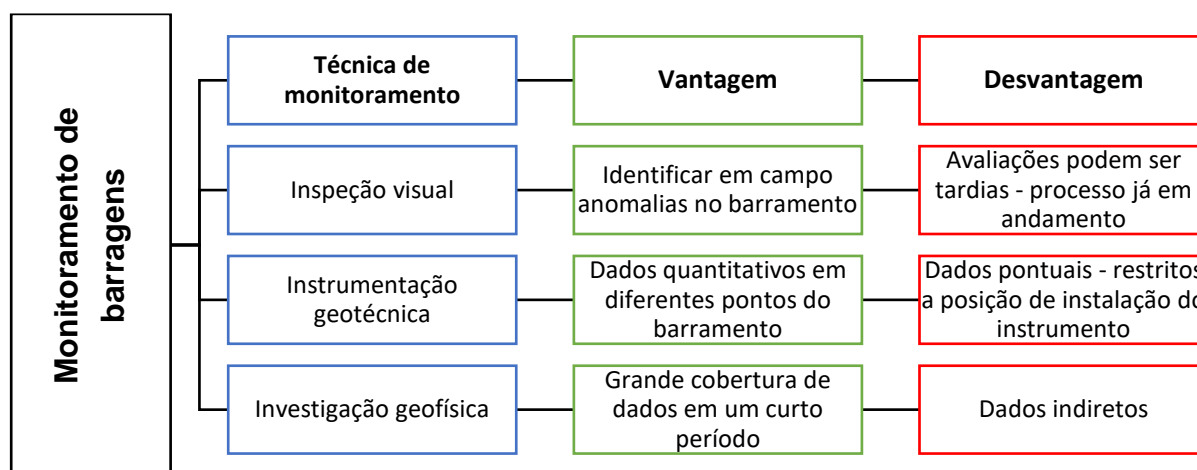 Monitoramento de
barragens
Técnica de
monitoramento
Vantagem
Desvantagem
Inspeção visual
Identificar em campo
anomalias no barramento
Avaliações podem ser
tardias - processo já em
andamento
Instrumentação
geotécnica
Dados quantitativos em
diferentes pontos do
barramento
Dados pontuais - restritos
a posição de instalação do
instrumento
Investigação geofísica
Grande cobertura de
dados em um curto
período
Dados indiretos